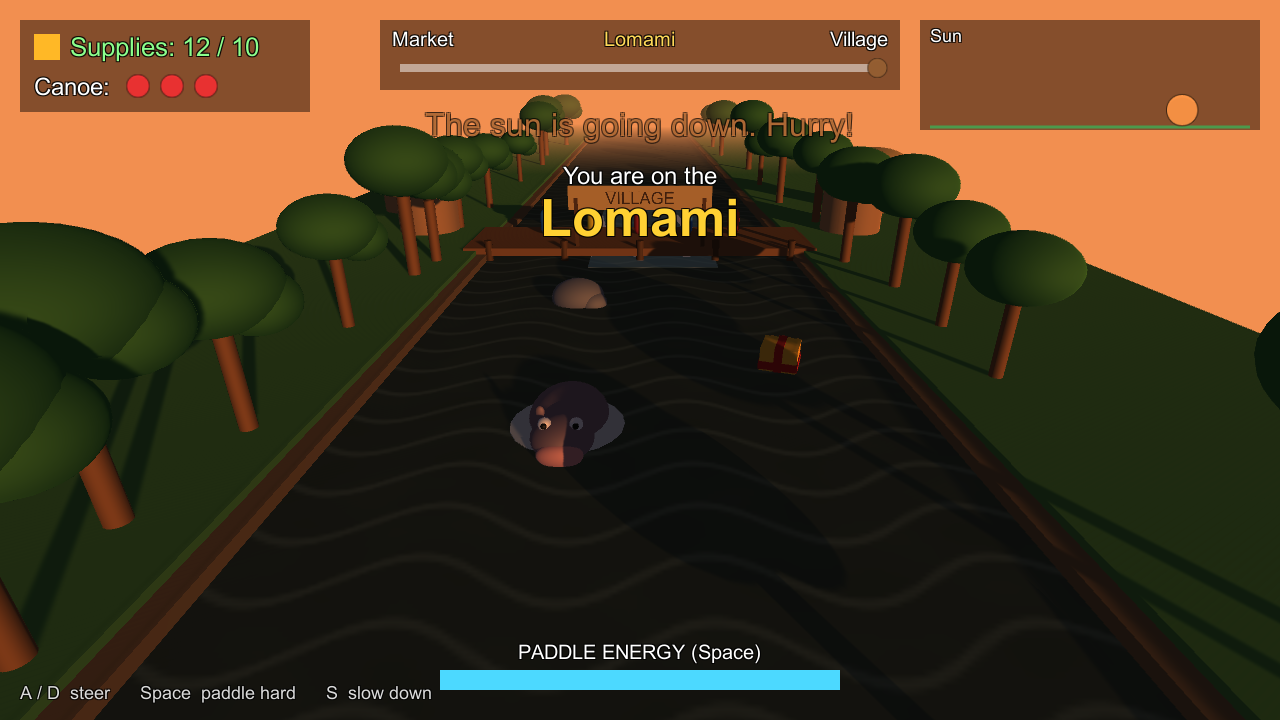 Supplies: 12 / 10
Canoe:
Market Lomami Village
Sun
The sun is going down. Hurry!
You are on the
VILLAGE
Lomami
PADDLE ENERGY (Space)
A / D steer Space paddle hard S slow down